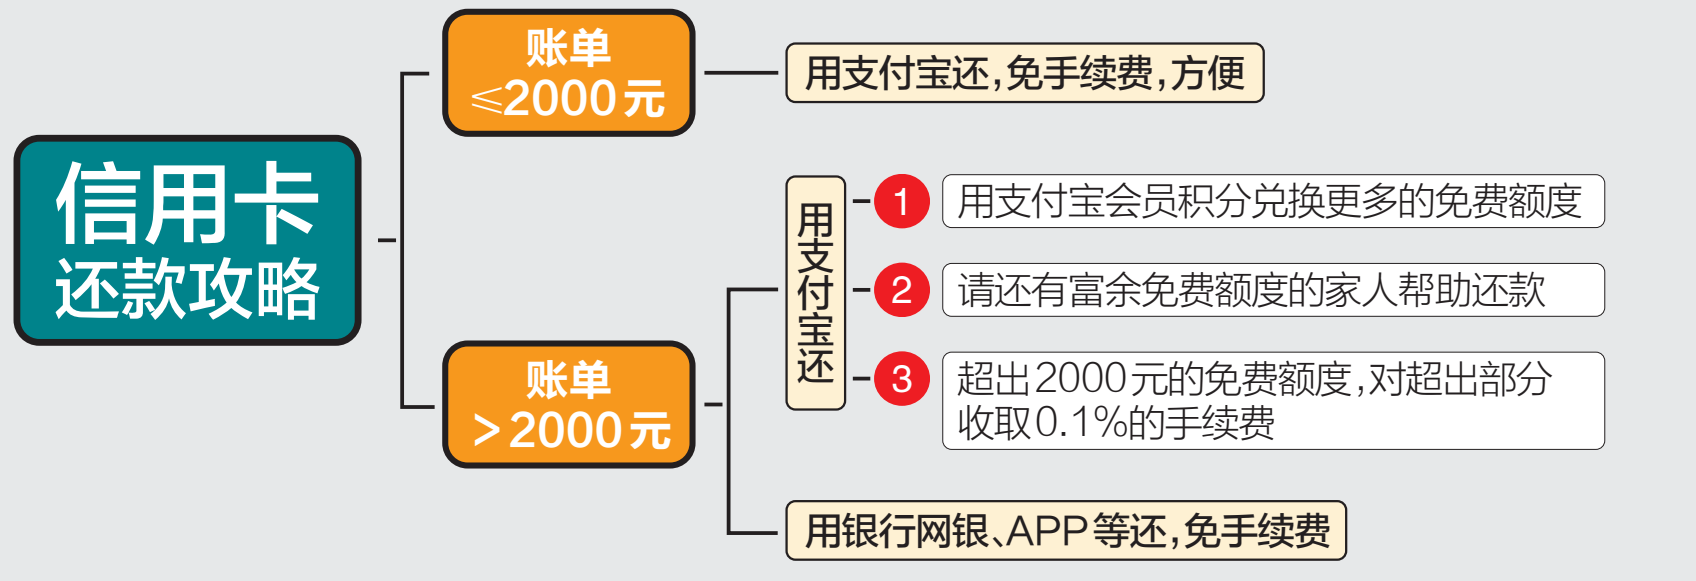 信用卡
还款攻略
账单
≤2000元
用支付宝还,免手续费,方便
账单
>2000元
用支付宝还
1 用支付宝会员积分兑换更多的免费额度
2 请还有富余免费额度的家人帮助还款
3 超出2000元的免费额度,对超出部分
收取0.1%的手续费
用银行网银、APP等还,免手续费